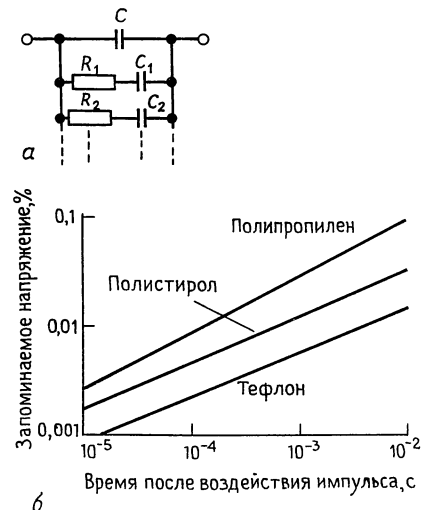 C
R₁
C₁
R₂
C₂
а
Запоминаемое напряжение,%
0,1
0,01
0,001
Полипропилен
Полистирол
Тефлон
10⁻⁵
10⁻⁴
10⁻³
10⁻²
Время после воздействия импульса,с
б